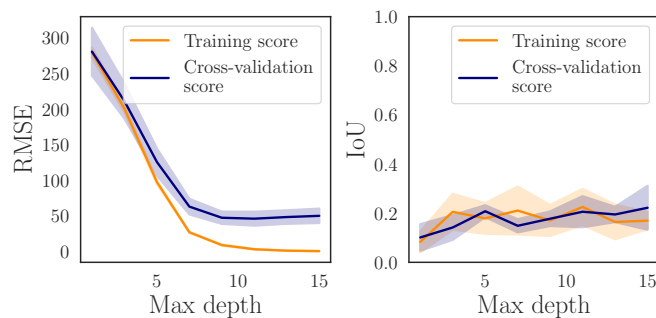 RMSE
300
250
200
150
100
50
0
Training score
Cross-validation
score
5
10
15
Max depth
IoU
1.0
0.8
0.6
0.4
0.2
0.0
Training score
Cross-validation
score
5
10
15
Max depth